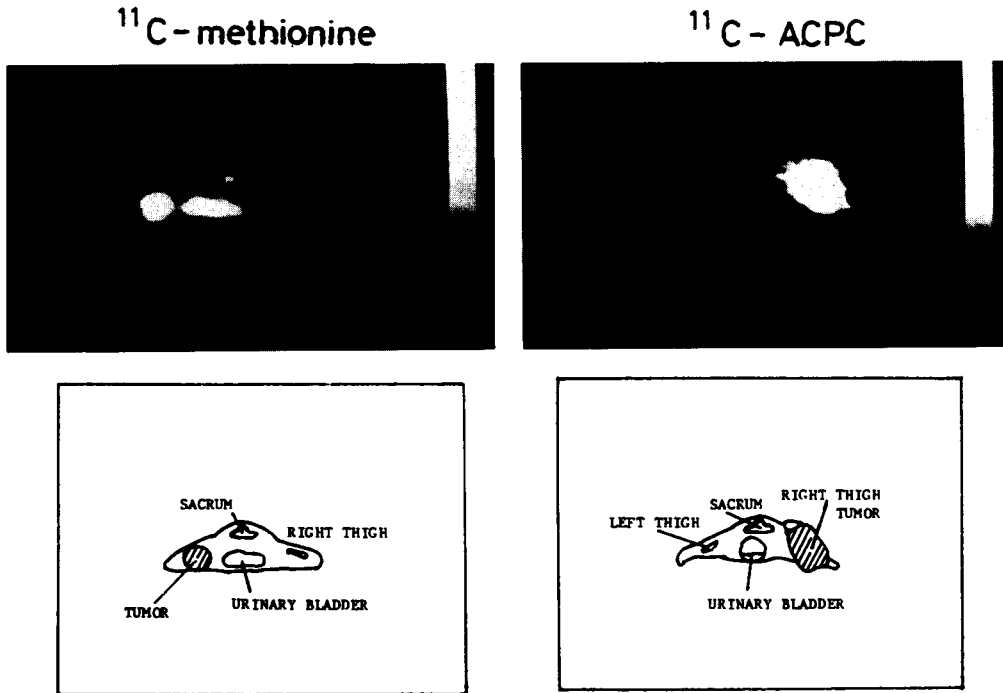 11C-methionine
11C-ACPC
SACRUM
RIGHT THIGH
TUMOR
URINARY BLADDER
SACRUM
RIGHT THIGH
TUMOR
LEFT THIGH
URINARY BLADDER